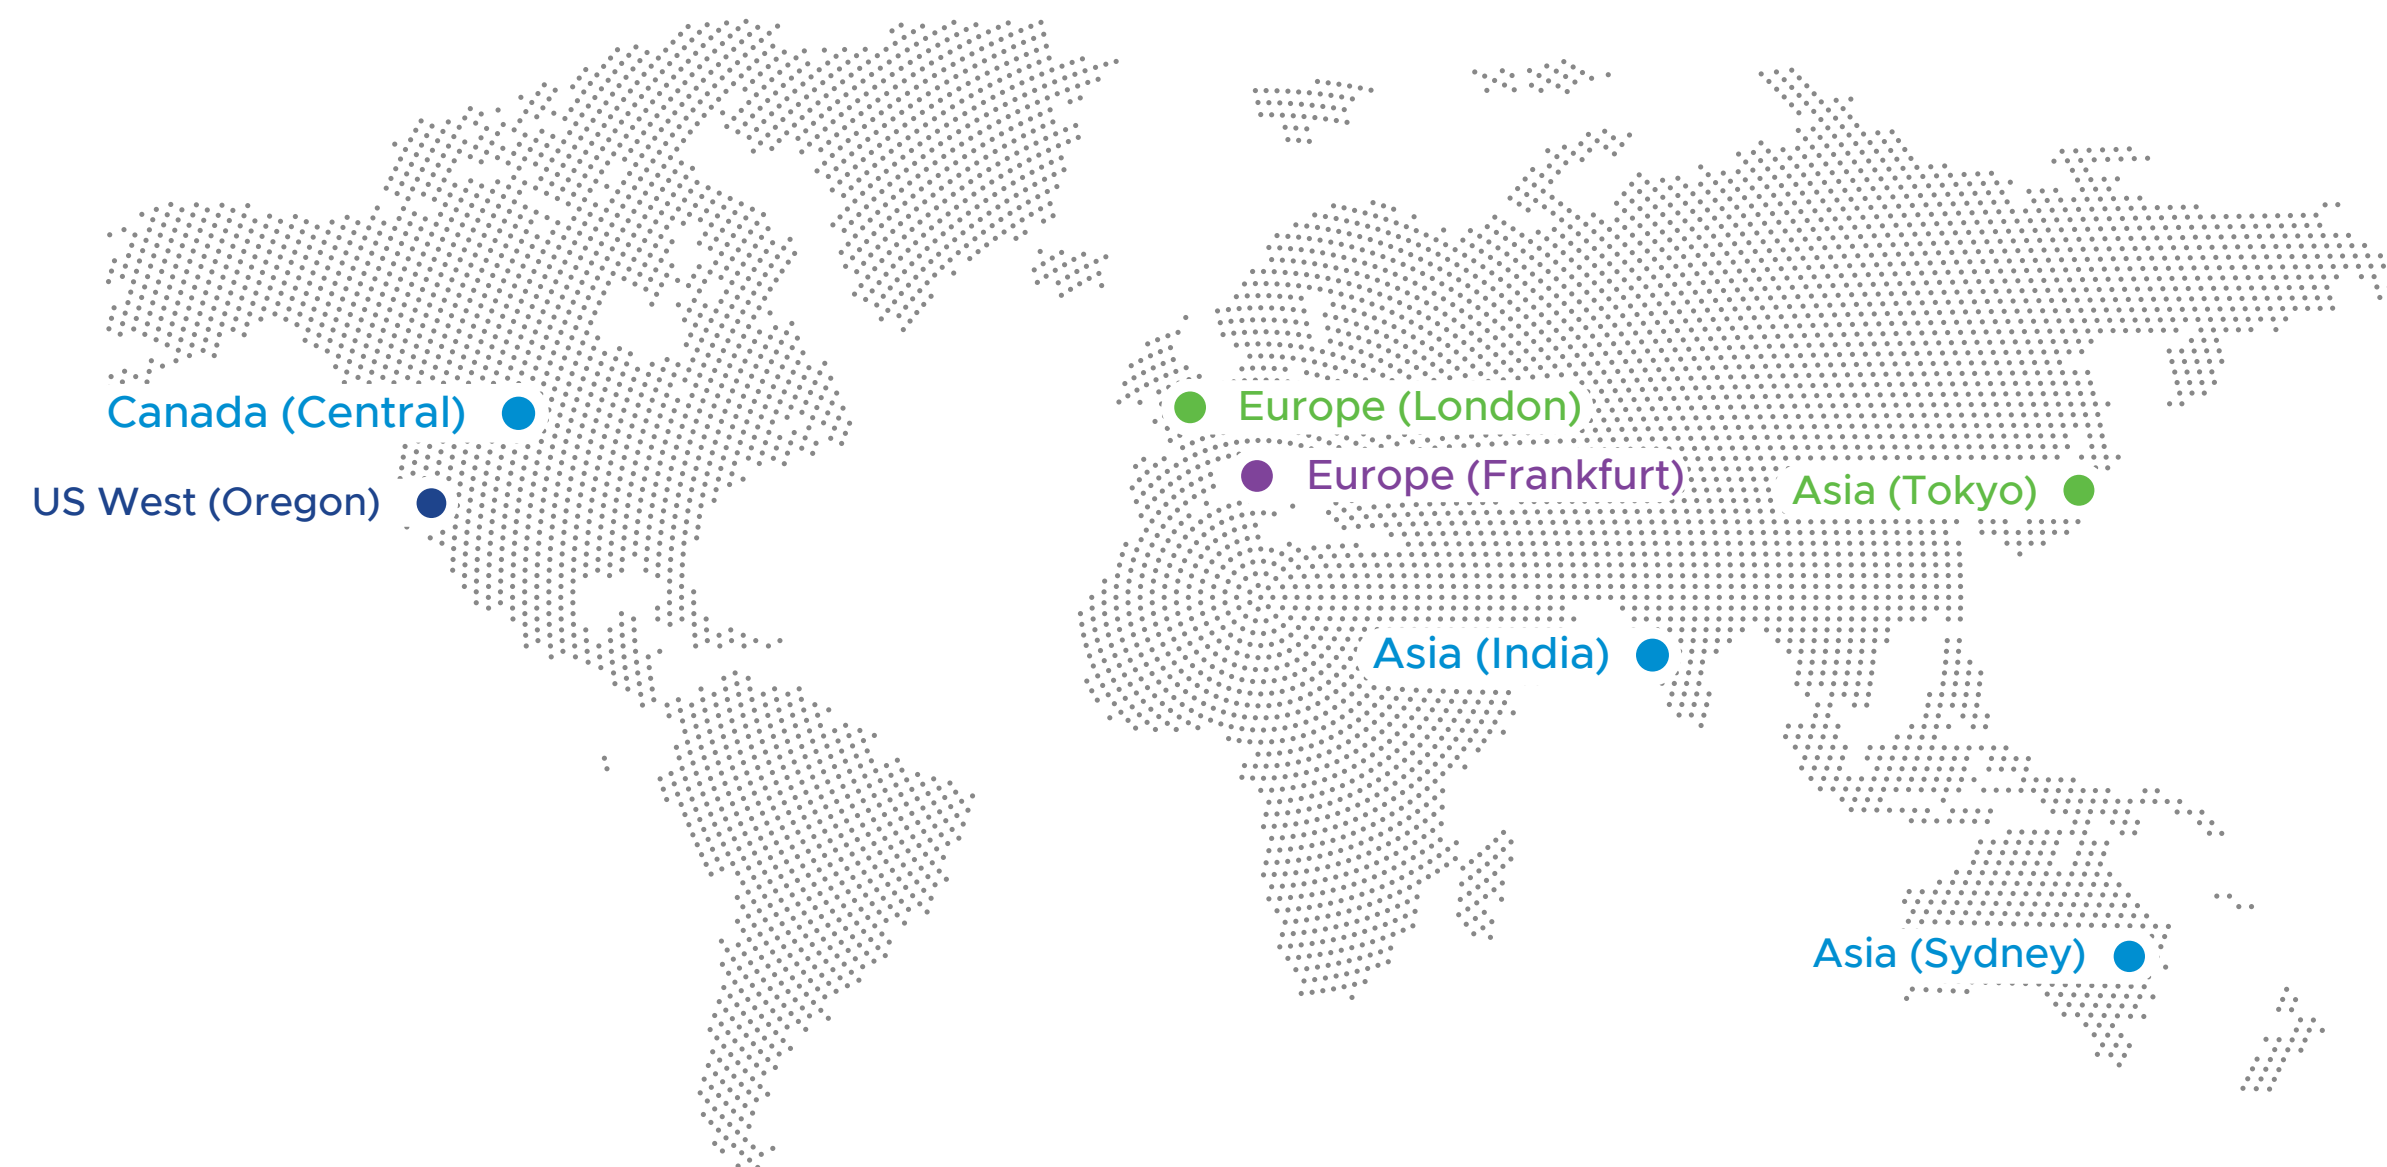 Canada (Central)
Europe (London)
Europe (Frankfurt)
US West (Oregon)
Asia (Tokyo)
Asia (India)
Asia (Sydney)